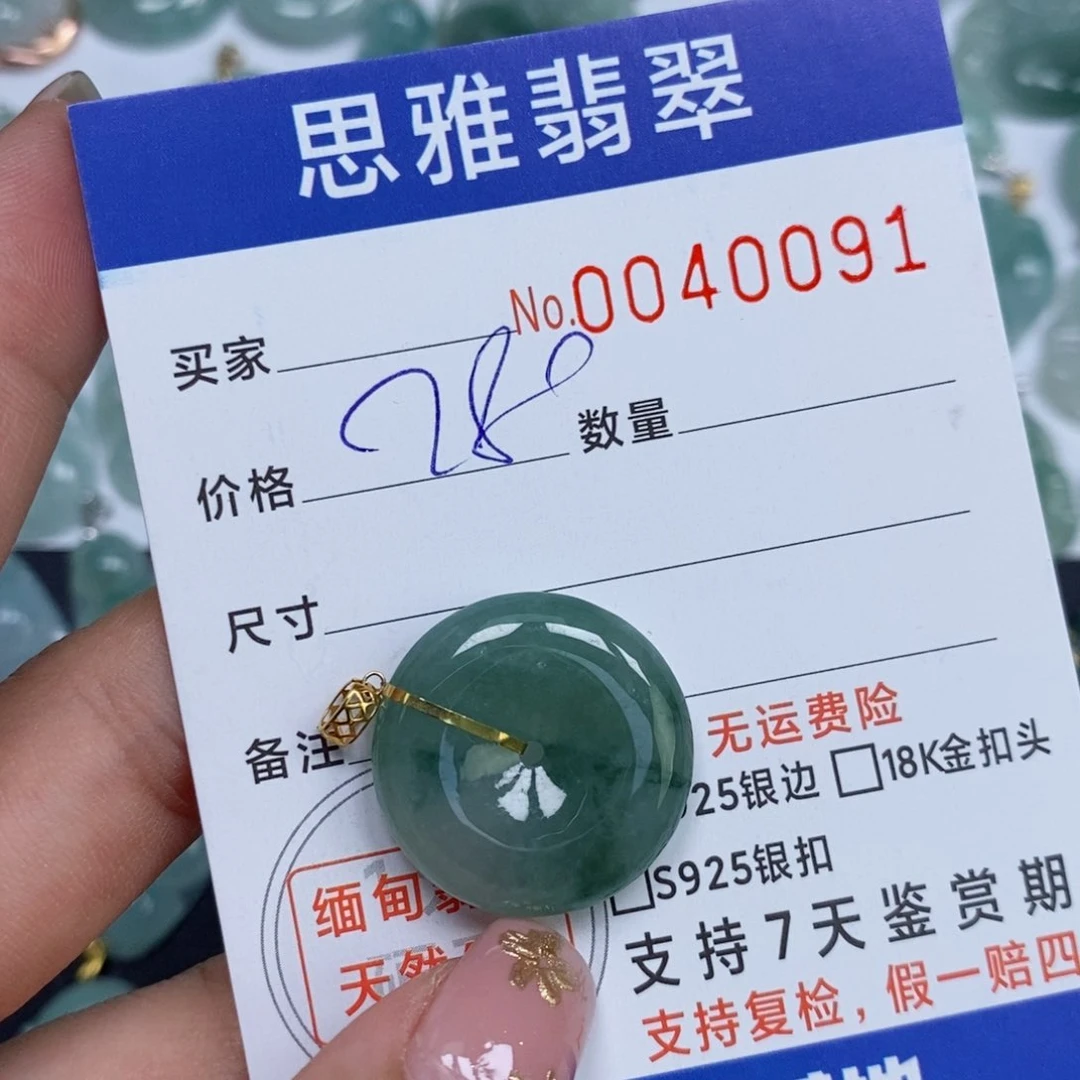 思雅翡翠
No.0040091
买家
价格 280 数量
尺寸
备注
无运费险
925银边 □18K金扣头
□S925银扣
缅甸
天然
支持7天鉴赏期
支持复检,假一赔四